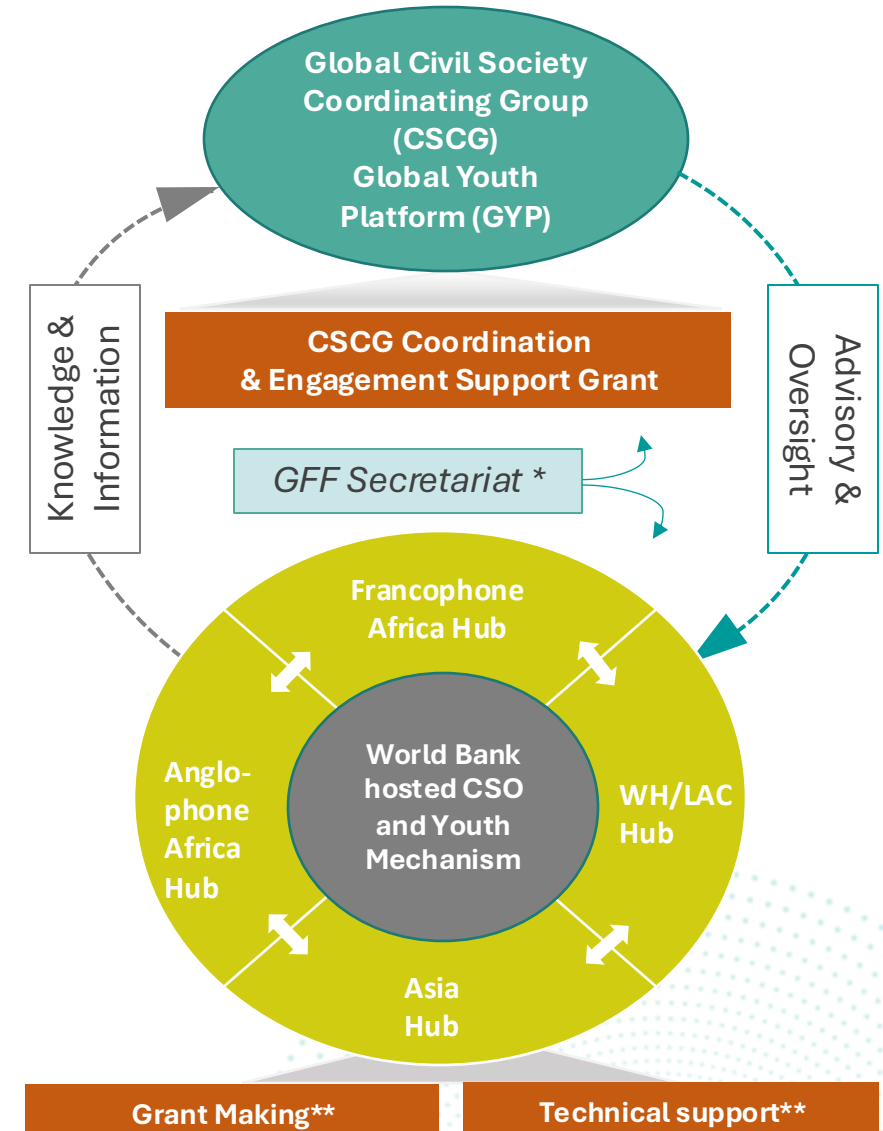 Global Civil Society
Coordinating Group
(CSCG)
Global Youth
Platform (GYP)
Knowledge &
Information
CSCG Coordination
& Engagement Support Grant
Advisory &
Oversight
GFF Secretariat *
Francophone
Africa Hub
Anglo-
phone
Africa
Hub
World Bank
hosted CSO
and Youth
Mechanism
WH/LAC
Hub
Asia
Hub
Grant Making**
Technical support**